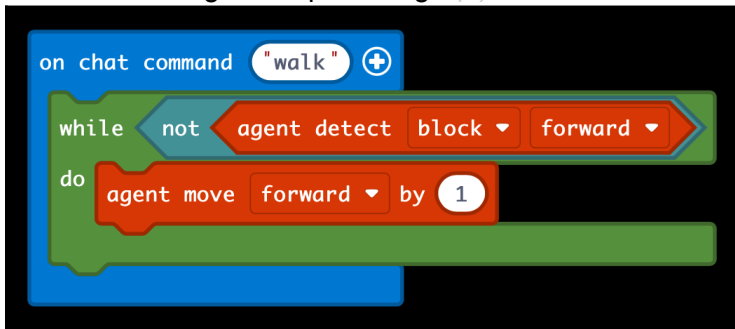 on chat command "walk"
while not agent detect block forward
do
agent move forward by 1